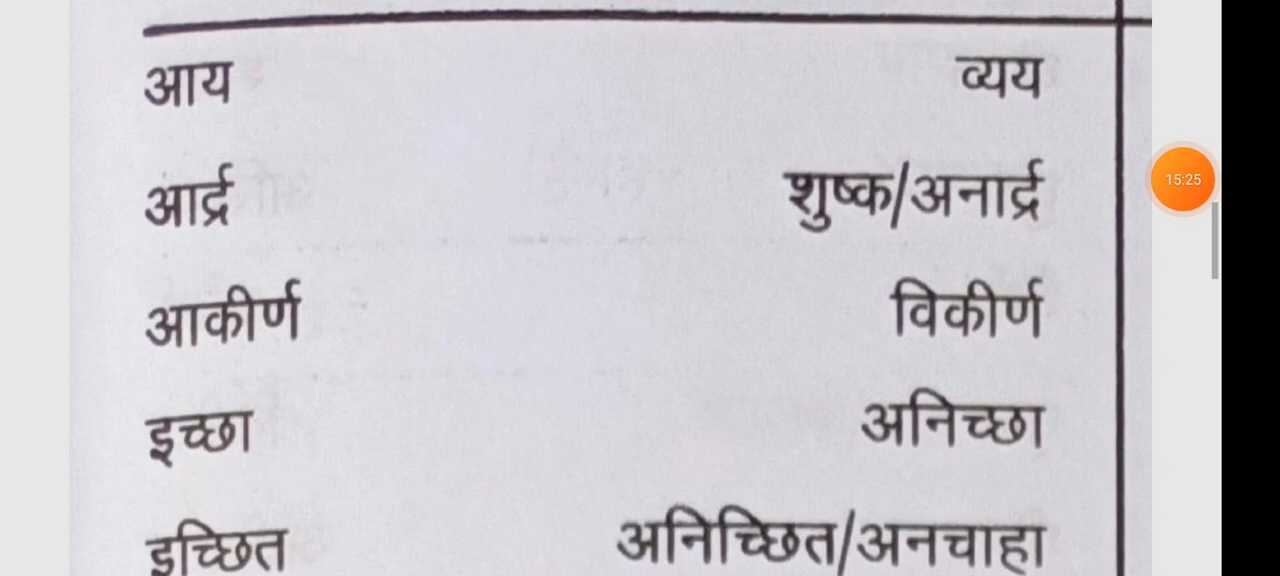 आय व्यय
आर्द्र शुष्क/अनार्द्र
आकीर्ण विकीर्ण
इच्छा अनिच्छा
इच्छित अनिच्छित/अनचाहा
15:25